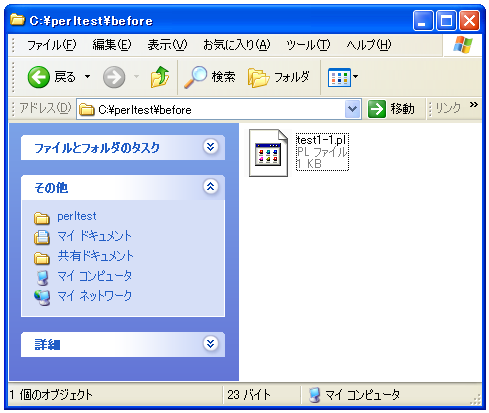 C:¥perltest¥before
ファイル(F) 編集(E) 表示(V) お気に入り(A) ツール(T) ヘルプ(H)
戻る 検索 フォルダ
アドレス(D) C:¥perltest¥before 移動 リンク »
ファイルとフォルダのタスク
その他
perltest
マイ ドキュメント
共有ドキュメント
マイ コンピュータ
マイ ネットワーク
詳細
test1-1.pl
PL ファイル
1 KB
1 個のオブジェクト 23 バイト マイ コンピュータ